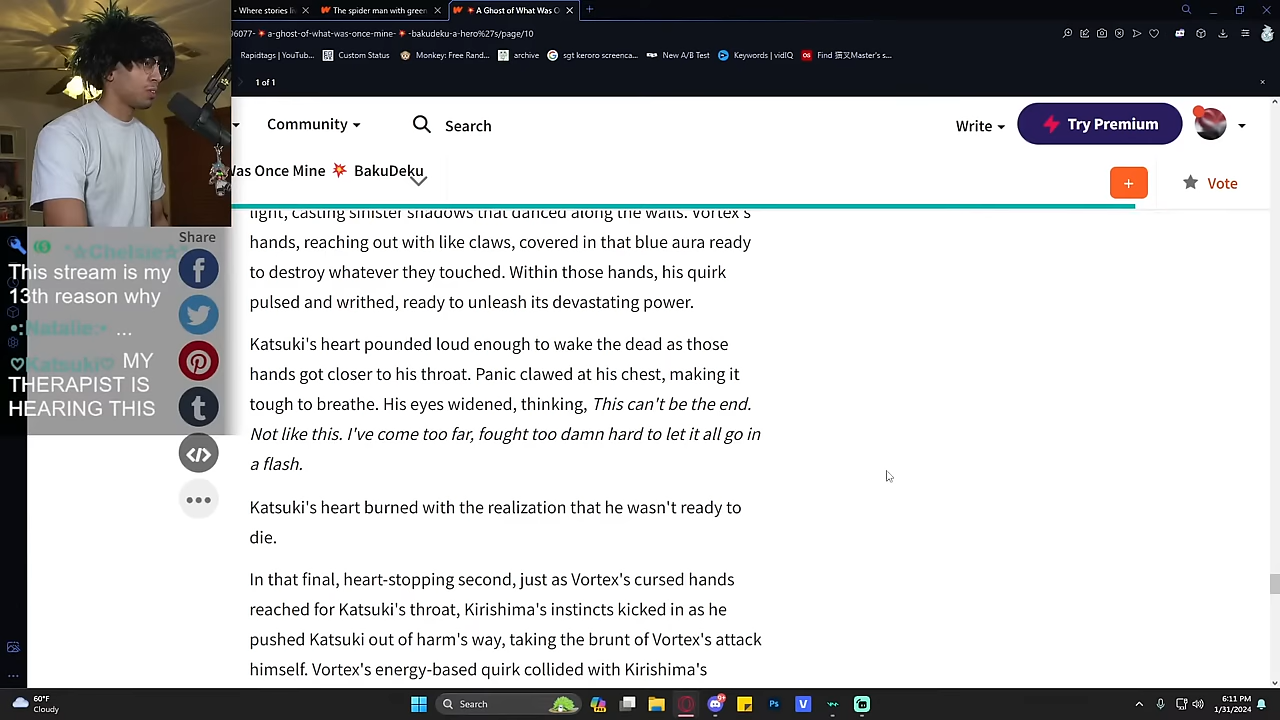 - Where stories li
The spider man with green
A Ghost of What Was O
96077-💥a-ghost-of-what-was-once-mine-💥-bakudeku-a-hero%27s/page/10
Rapidtags | YouTub...
Custom Status
Monkey: Free Rand...
archive
sgt keroro screenca...
New A/B Test
Keywords / vidIQ
1 of 1
Community
Search
Write
Try Premium
Was Once Mine 💥 BakuDeku
+
Vote
light, casting sinister shadows that danced along the walls. Vortex's
hands, reaching out with like claws, covered in that blue aura ready
to destroy whatever they touched. Within those hands, his quirk
pulsed and writhed, ready to unleash its devastating power.
Katsuki's heart pounded loud enough to wake the dead as those
hands got closer to his throat. Panic clawed at his chest, making it
tough to breathe. His eyes widened, thinking, This can't be the end.
Not like this. I've come too far, fought too damn hard to let it all go in
a flash.
Katsuki's heart burned with the realization that he wasn't ready to
die.
In that final, heart-stopping second, just as Vortex's cursed hands
reached for Katsuki's throat, Kirishima's instincts kicked in as he
pushed Katsuki out of harm's way, taking the brunt of Vortex's attack
himself. Vortex's energy-based quirk collided with Kirishima's
Share
This stream is my
13th reason why
...
MY
THERAPIST IS
HEARING THIS
60°F
Cloudy
Search
6:11 PM
1/31/2024